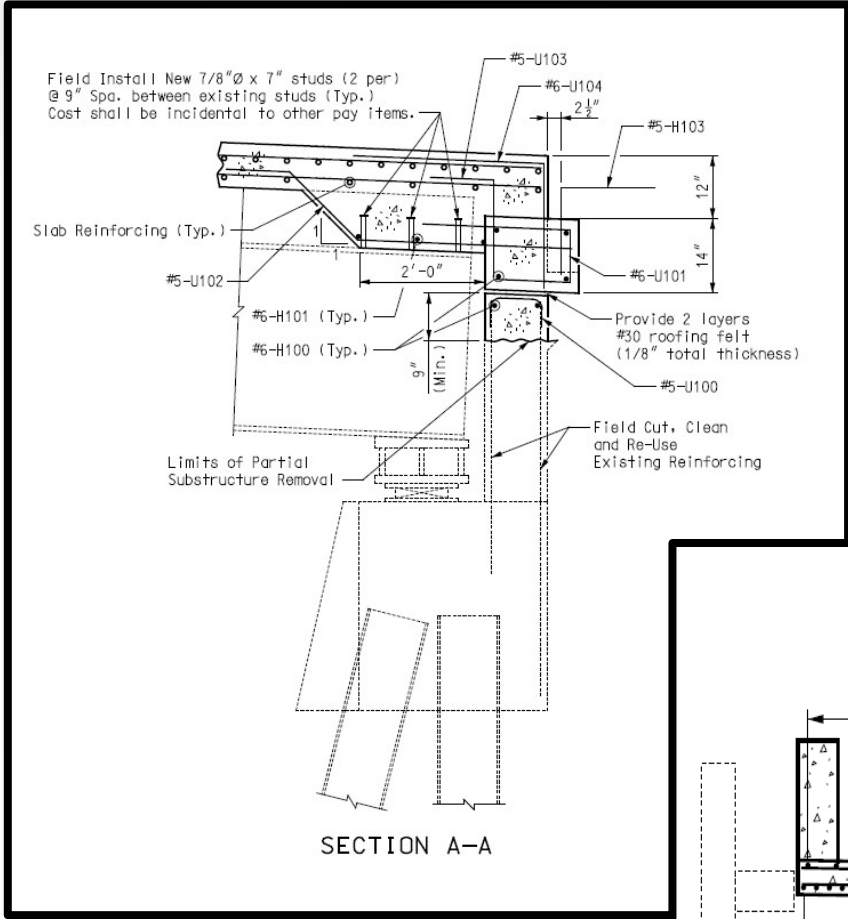 Field Install New 7/8"Ø x 7" studs (2 per)
@ 9" Spa. between existing studs (Typ.)
Cost shall be incidental to other pay items.
#5-U103
#6-U104
2½"
#5-H103
12"
Slab Reinforcing (Typ.)
1
1
14"
#5-U102
2'-0"
#6-U101
#6-H101 (Typ.)
#6-H100 (Typ.)
9"
(Min.)
Provide 2 layers
#30 roofing felt
(1/8" total thickness)
#5-U100
Field Cut, Clean
and Re-Use
Existing Reinforcing
Limits of Partial
Substructure Removal
SECTION A-A